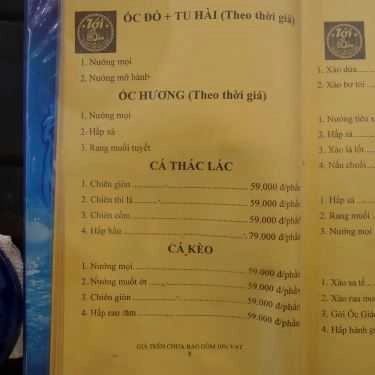 Tối
ỐC ĐỎ + TU HÀI (Theo thời giá)
1. Nướng mọi
2. Nướng mỡ hành
ỐC HƯƠNG (Theo thời giá)
1. Nướng mọi
2. Hấp sả
3. Rang muối tuyết
CÁ THÁC LÁC
1. Chiên giòn 59,000 đ/phần
2. Chiên thì là 59,000 đ/phần
3. Chiên cốm 59,000 đ/phần
4. Hấp bầu 79,000 đ/phần
CÁ KÈO
1. Nướng mọi 59,000 đ/phần
2. Nướng muối ớt 59,000 đ/phần
3. Chiên giòn 59,000 đ/phần
4. Hấp rau răm 59,000 đ/phần
GIÁ TRÊN CHƯA BAO GỒM 10% VAT
1. Xào dừa
2. Xào bơ tỏi
1. Nướng tiêu x
2. Hấp sả
3. Xào lá lốt
4. Nấu chuối
1. Hấp sả
2. Rang muối
3. Nướng mọi
1. Xào sa tế
2. Xào rau mu
3. Gỏi Ốc Giá
4. Hấp hành g